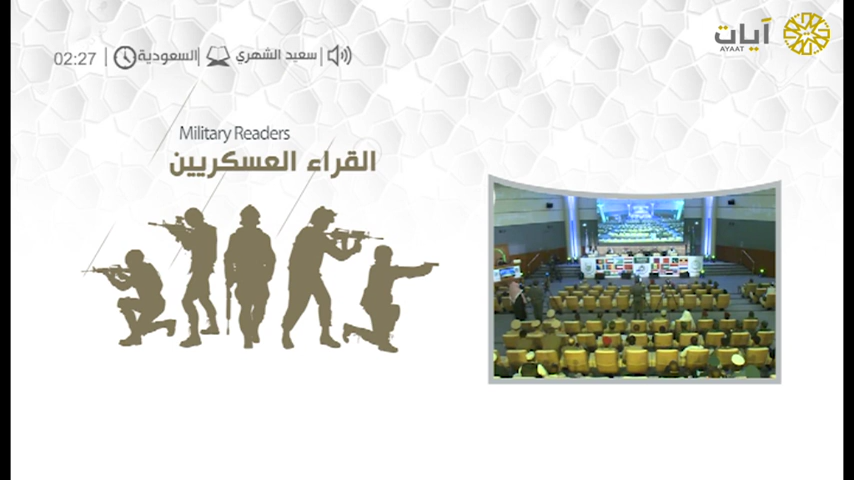 سعيد الشهري | السعودية | 02:27
آيات
AYAAT
Military Readers
القراء العسكريين